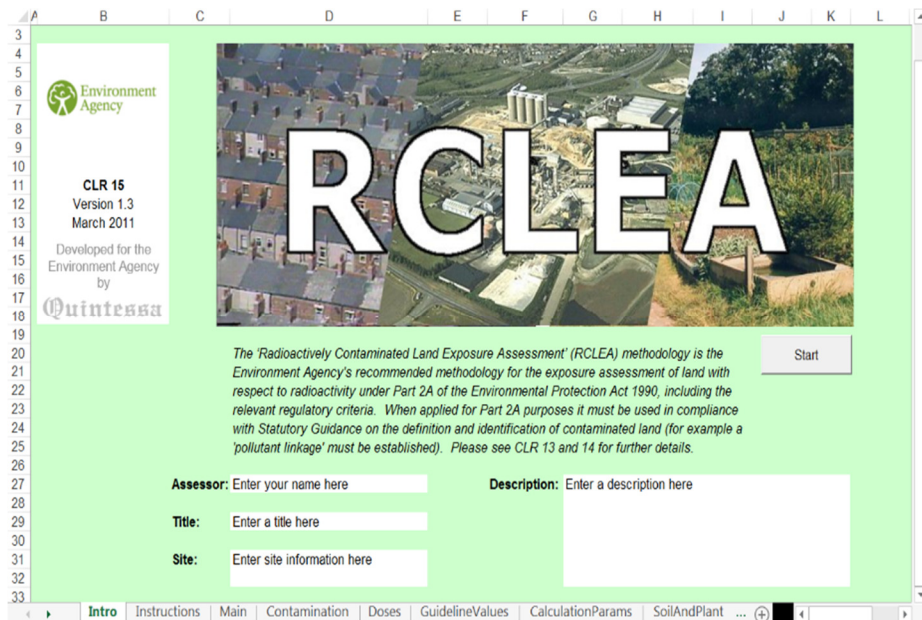 A B C D E F G H I J K L
3
4
5
6
7
8
9
10
11
12
13
14
15
16
17
18
19
20
21
22
23
24
25
26
27
28
29
30
31
32
33
Environment
Agency
CLR 15
Version 1.3
March 2011
Developed for the
Environment Agency
by
Quintessa
RCLEA
The 'Radioactively Contaminated Land Exposure Assessment' (RCLEA) methodology is the
Environment Agency's recommended methodology for the exposure assessment of land with
respect to radioactivity under Part 2A of the Environmental Protection Act 1990, including the
relevant regulatory criteria. When applied for Part 2A purposes it must be used in compliance
with Statutory Guidance on the definition and identification of contaminated land (for example a
'pollutant linkage' must be established). Please see CLR 13 and 14 for further details.
Start
Assessor: Enter your name here
Description: Enter a description here
Title: Enter a title here
Site: Enter site information here
Intro Instructions Main Contamination Doses GuidelineValues CalculationParams SoilAndPlant ...